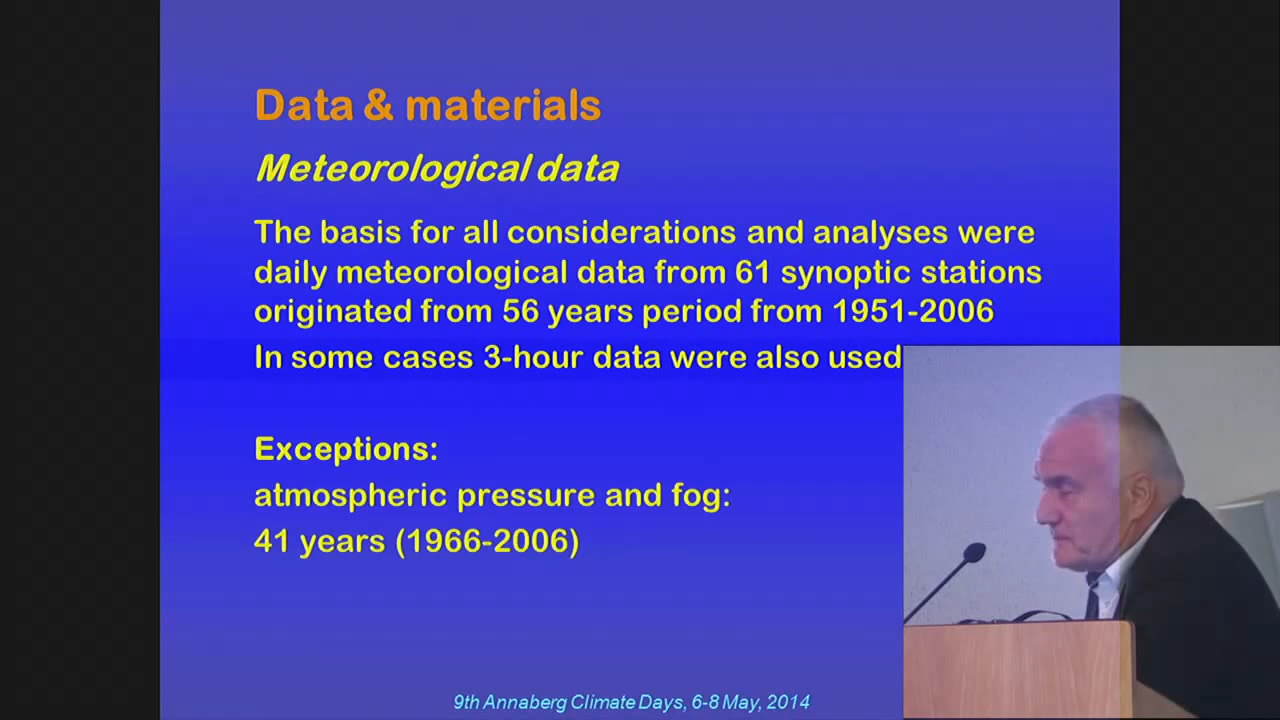 Data & materials
Meteorological data
The basis for all considerations and analyses were
daily meteorological data from 61 synoptic stations
originated from 56 years period from 1951-2006
In some cases 3-hour data were also used
Exceptions:
atmospheric pressure and fog:
41 years (1966-2006)
9th Annaberg Climate Days, 6-8 May, 2014